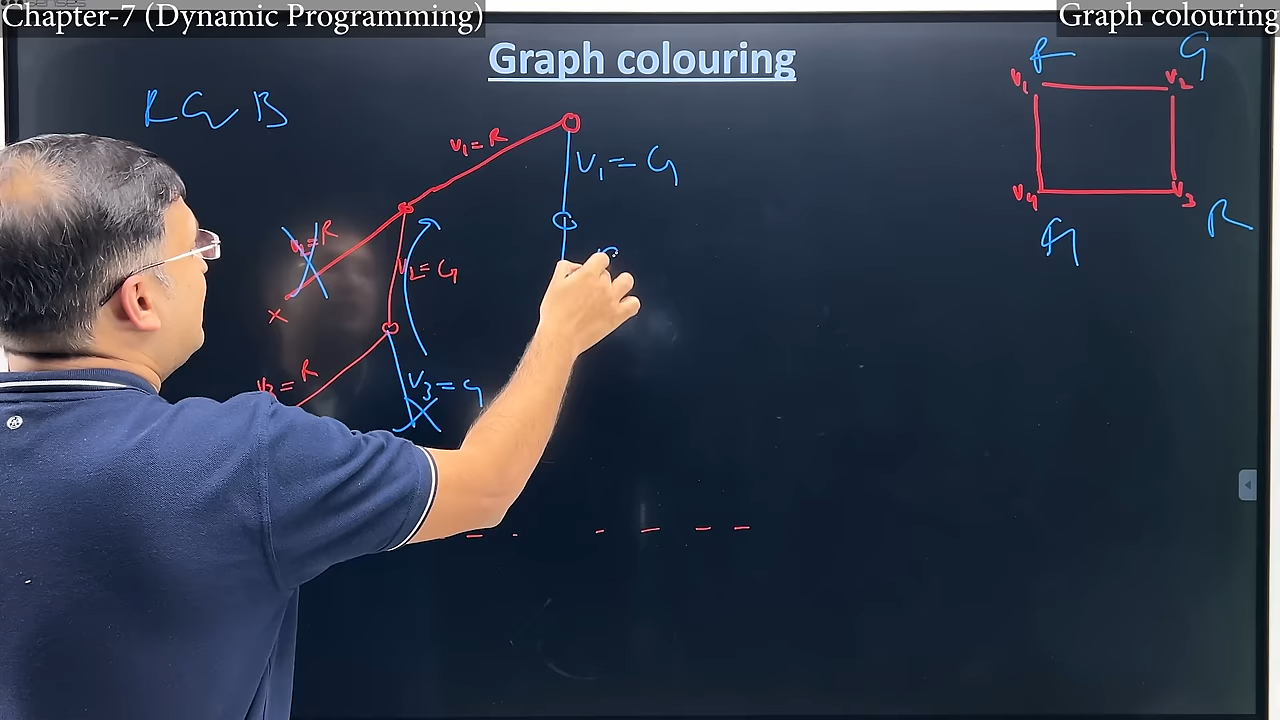 Chapter-7 (Dynamic Programming)
Graph colouring
Graph colouring
R G B
R
G
V1
V2
V4
V3
G
R
V1 = R
V1 = G
V2 = R
V2 = G
V3 = R
V3 = G
x